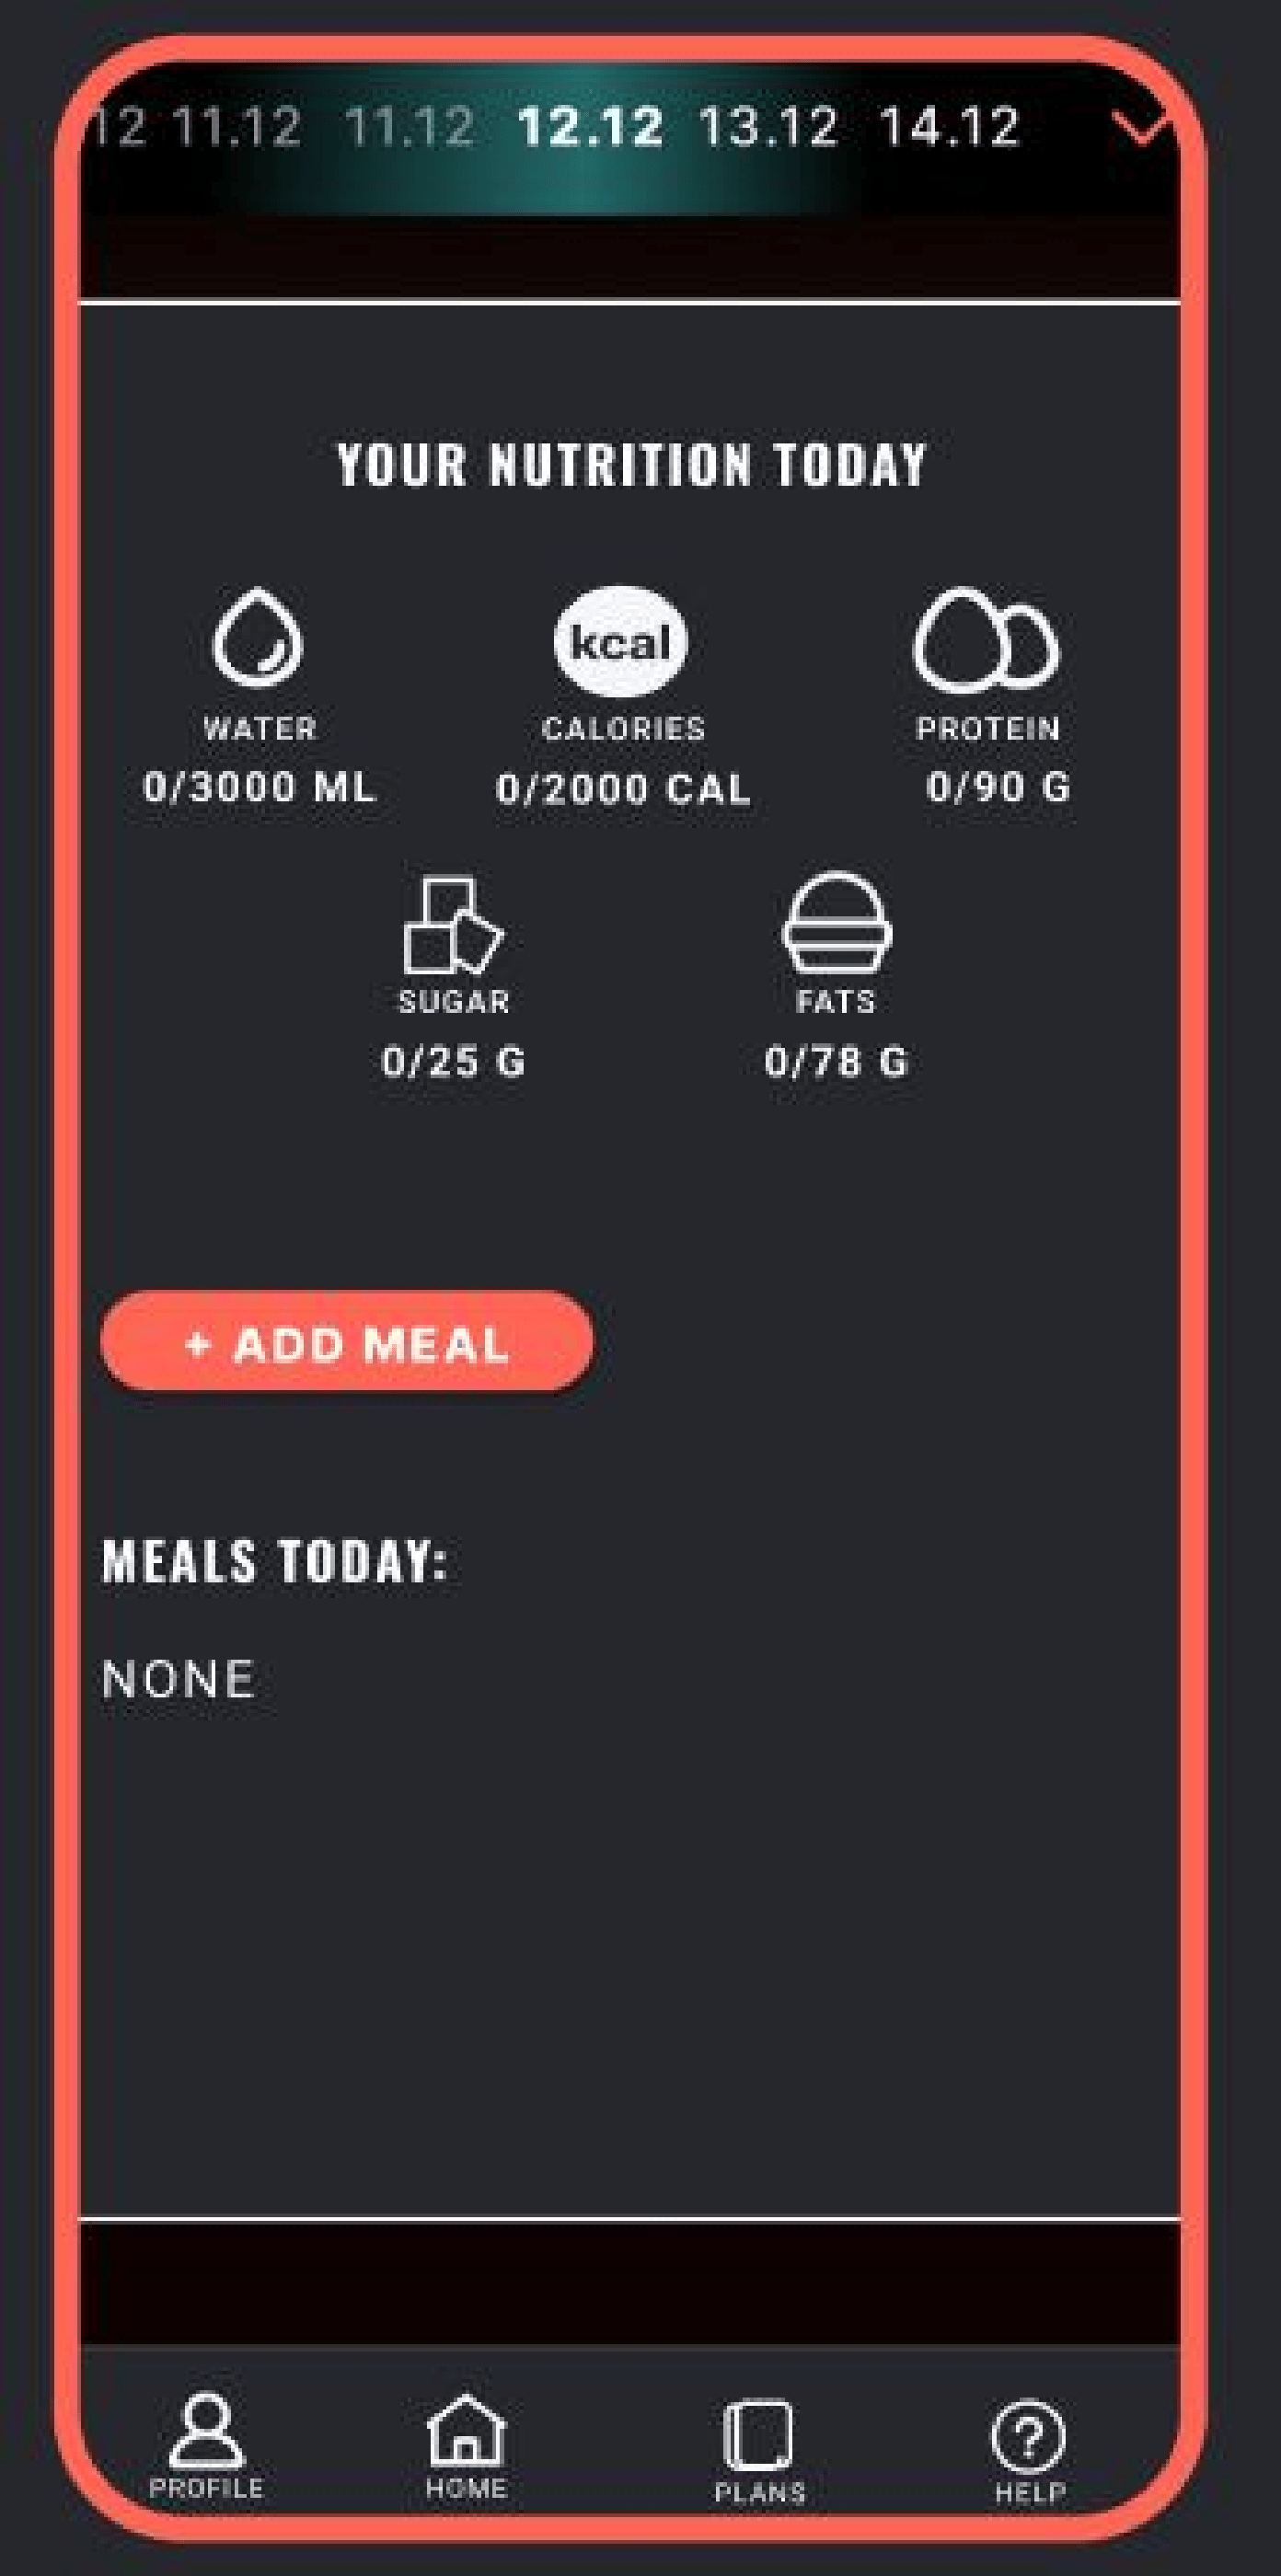 12 11.12 11.12 12.12 13.12 14.12
YOUR NUTRITION TODAY
kcal
WATER CALORIES PROTEIN
0/3000 ML 0/2000 CAL 0/90 G
SUGAR FATS
0/25 G 0/78 G
+ ADD MEAL
MEALS TODAY:
NONE
PROFILE HOME PLANS HELP